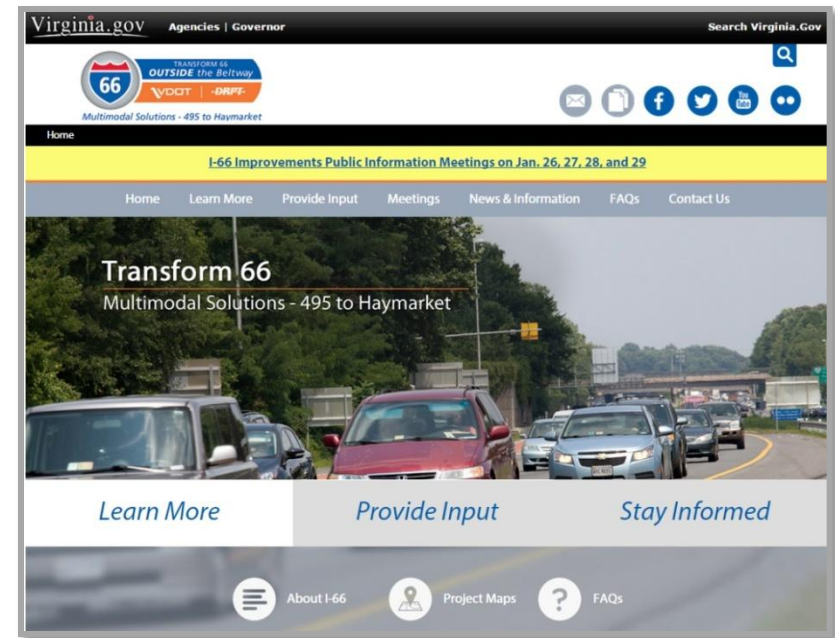 Virginia.gov Agencies | Governor Search Virginia.Gov
TRANSFORM 66
OUTSIDE the Beltway
66
VDOT | -DRPT-
Multimodal Solutions - 495 to Haymarket
You
Tube
Home
I-66 Improvements Public Information Meetings on Jan. 26, 27, 28, and 29
Home Learn More Provide Input Meetings News & Information FAQs Contact Us
Transform 66
Multimodal Solutions - 495 to Haymarket
Learn More Provide Input Stay Informed
About I-66 Project Maps FAQs